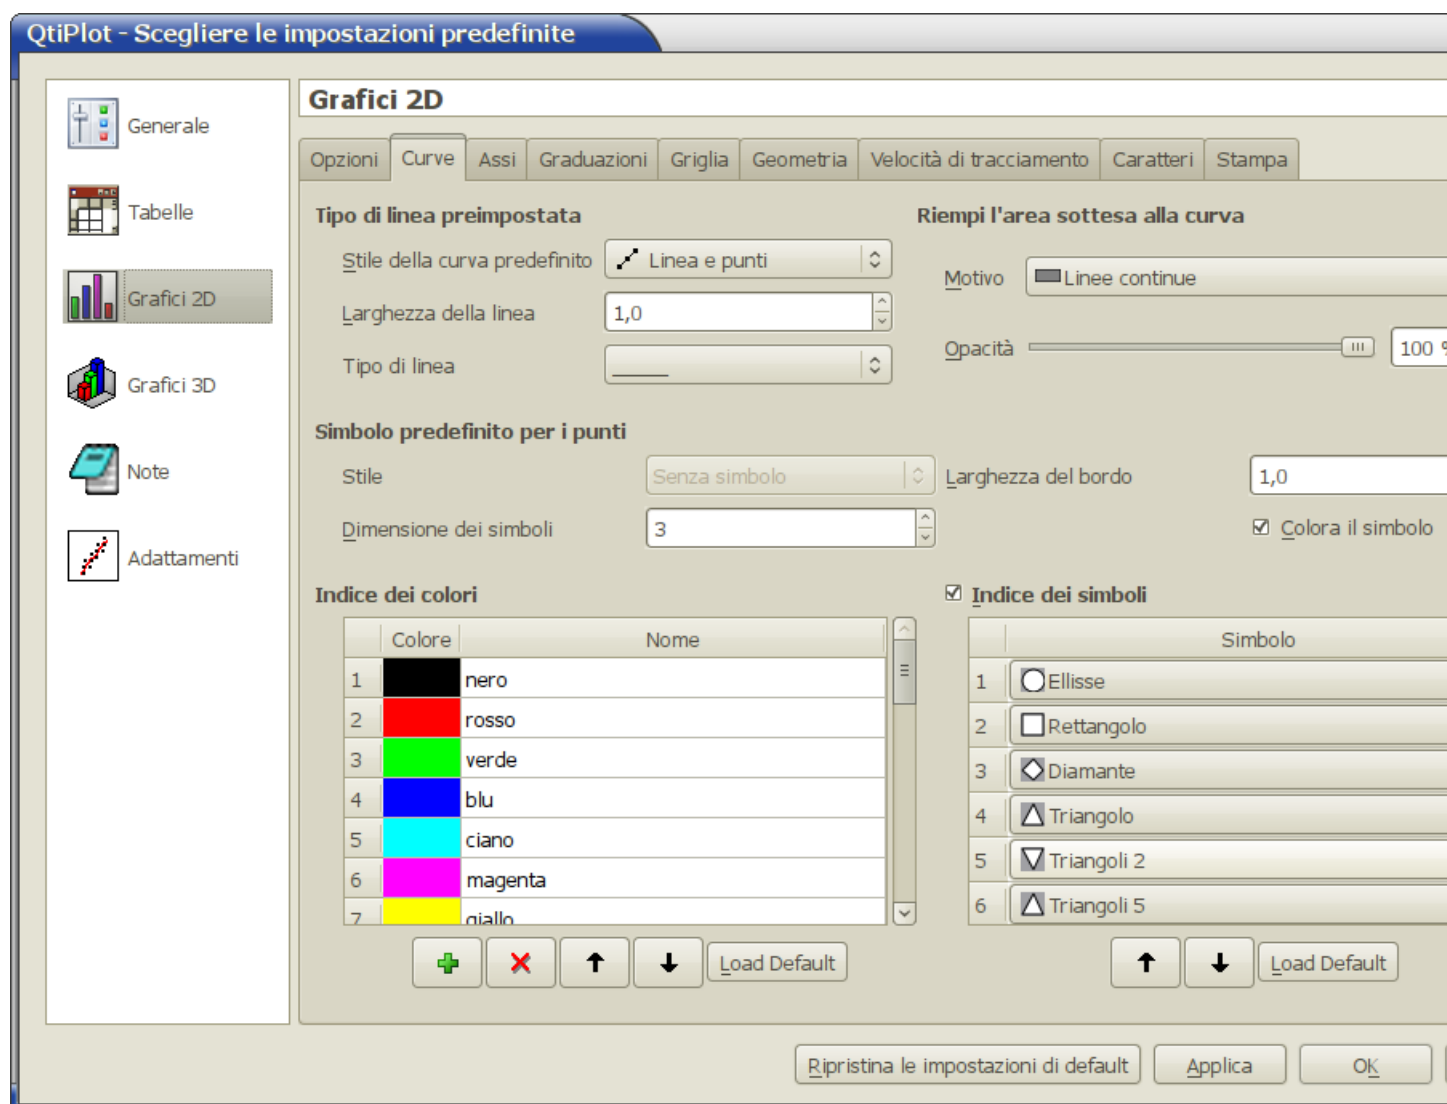 QtiPlot - Scegliere le impostazioni predefinite
Generale
Tabelle
Grafici 2D
Grafici 3D
Note
Adattamenti
Grafici 2D
Opzioni Curve Assi Graduazioni Griglia Geometria Velocità di tracciamento Caratteri Stampa
Tipo di linea preimpostata
Stile della curva predefinito Linea e punti
Larghezza della linea 1,0
Tipo di linea
Riempi l'area sottesa alla curva
Motivo Linee continue
Opacità 100 %
Simbolo predefinito per i punti
Stile Senza simbolo
Larghezza del bordo 1,0
Dimensione dei simboli 3
Colora il simbolo
Indice dei colori
Colore Nome
1 nero
2 rosso
3 verde
4 blu
5 ciano
6 magenta
7 giallo
Load Default
Indice dei simboli
Simbolo
1 Ellisse
2 Rettangolo
3 Diamante
4 Triangolo
5 Triangoli 2
6 Triangoli 5
Load Default
Ripristina le impostazioni di default Applica OK